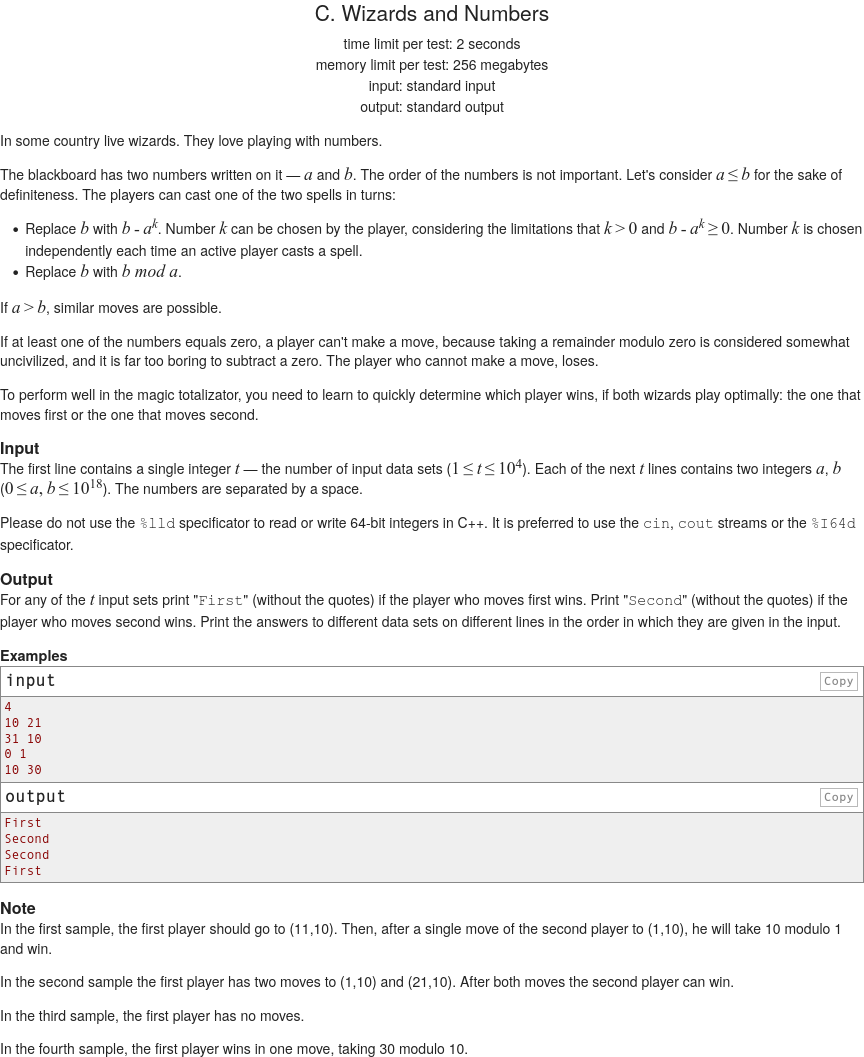 C. Wizards and Numbers
time limit per test: 2 seconds
memory limit per test: 256 megabytes
input: standard input
output: standard output
In some country live wizards. They love playing with numbers.
The blackboard has two numbers written on it — a and b. The order of the numbers is not important. Let's consider a ≤ b for the sake of
definiteness. The players can cast one of the two spells in turns:
• Replace b with b - a^k. Number k can be chosen by the player, considering the limitations that k > 0 and b - a^k ≥ 0. Number k is chosen
independently each time an active player casts a spell.
• Replace b with b mod a.
If a > b, similar moves are possible.
If at least one of the numbers equals zero, a player can't make a move, because taking a remainder modulo zero is considered somewhat
uncivilized, and it is far too boring to subtract a zero. The player who cannot make a move, loses.
To perform well in the magic totalizator, you need to learn to quickly determine which player wins, if both wizards play optimally: the one that
moves first or the one that moves second.
Input
The first line contains a single integer t — the number of input data sets (1 ≤ t ≤ 10^4). Each of the next t lines contains two integers a, b
(0 ≤ a, b ≤ 10^18). The numbers are separated by a space.
Please do not use the %lld specificator to read or write 64-bit integers in C++. It is preferred to use the cin, cout streams or the %I64d
specificator.
Output
For any of the t input sets print "First" (without the quotes) if the player who moves first wins. Print "Second" (without the quotes) if the
player who moves second wins. Print the answers to different data sets on different lines in the order in which they are given in the input.
Examples
input Copy
4
10 21
31 10
0 1
10 30
output Copy
First
Second
Second
First
Note
In the first sample, the first player should go to (11,10). Then, after a single move of the second player to (1,10), he will take 10 modulo 1
and win.
In the second sample the first player has two moves to (1,10) and (21,10). After both moves the second player can win.
In the third sample, the first player has no moves.
In the fourth sample, the first player wins in one move, taking 30 modulo 10.